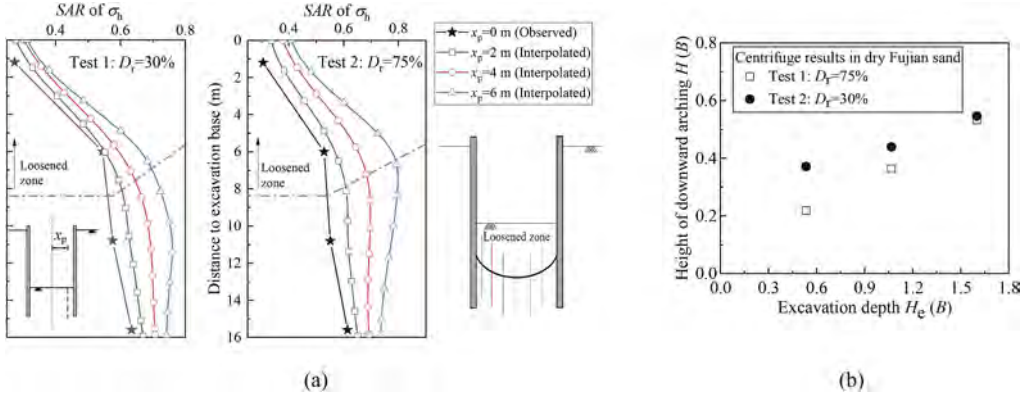 SAR of σh
0.4 0.6 0.8
Test 1: Dr=30%
Loosened
zone
xp
SAR of σh
0.4 0.6 0.8
0
2
4
6
8
10
12
14
16
Distance to excavation base (m)
Test 2: Dr=75%
Loosened
zone
xp=0 m (Observed)
xp=2 m (Interpolated)
xp=4 m (Interpolated)
xp=6 m (Interpolated)
Loosened zone
(a)
Height of downward arching H (B)
0.8
0.6
0.4
0.2
0.0
Centrifuge results in dry Fujian sand
Test 1: Dr=75%
Test 2: Dr=30%
0.0 0.3 0.6 0.9 1.2 1.5 1.8
Excavation depth He (B)
(b)